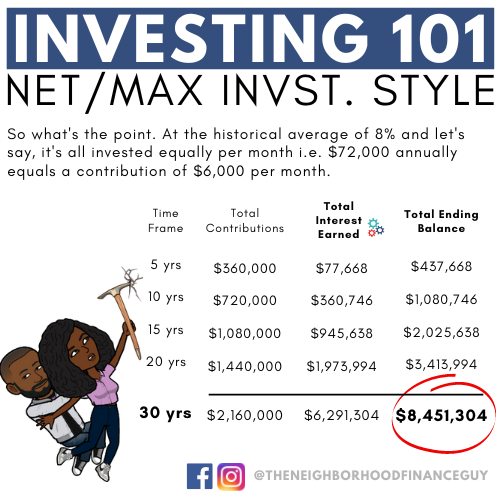 INVESTING 101
NET/MAX INVST. STYLE
So what's the point. At the historical average of 8% and let's
say, it's all invested equally per month i.e. $72,000 annually
equals a contribution of $6,000 per month.
Time Frame Total Contributions Total Interest Earned Total Ending Balance
5 yrs $360,000 $77,668 $437,668
10 yrs $720,000 $360,746 $1,080,746
15 yrs $1,080,000 $945,638 $2,025,638
20 yrs $1,440,000 $1,973,994 $3,413,994
30 yrs $2,160,000 $6,291,304 $8,451,304
@THENEIGHBORHOODFINANCEGUY